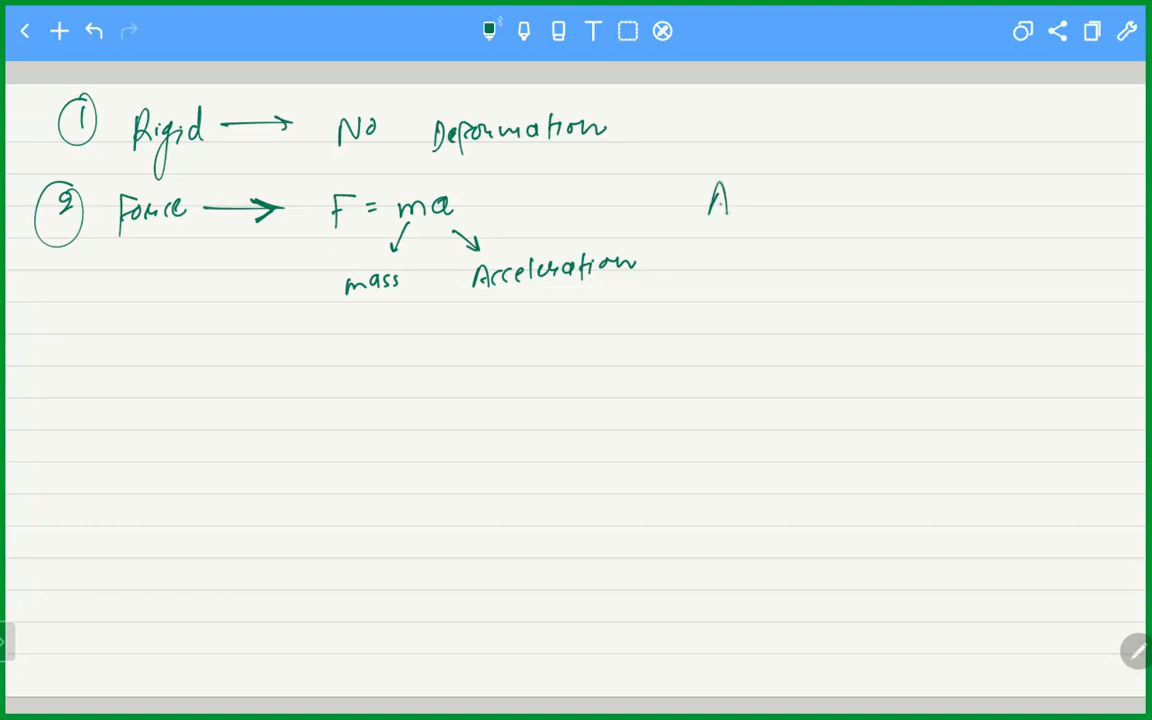 ① Rigid → No Deformation
② Force → F = ma A
mass Acceleration